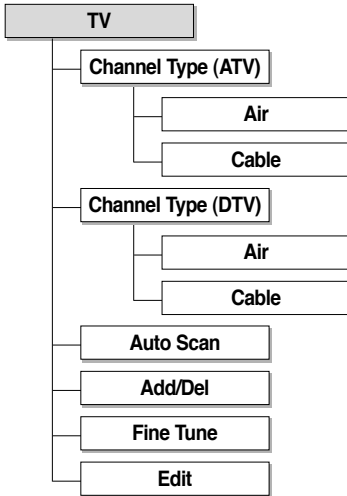 TV
Channel Type (ATV)
Air
Cable
Channel Type (DTV)
Air
Cable
Auto Scan
Add/Del
Fine Tune
Edit